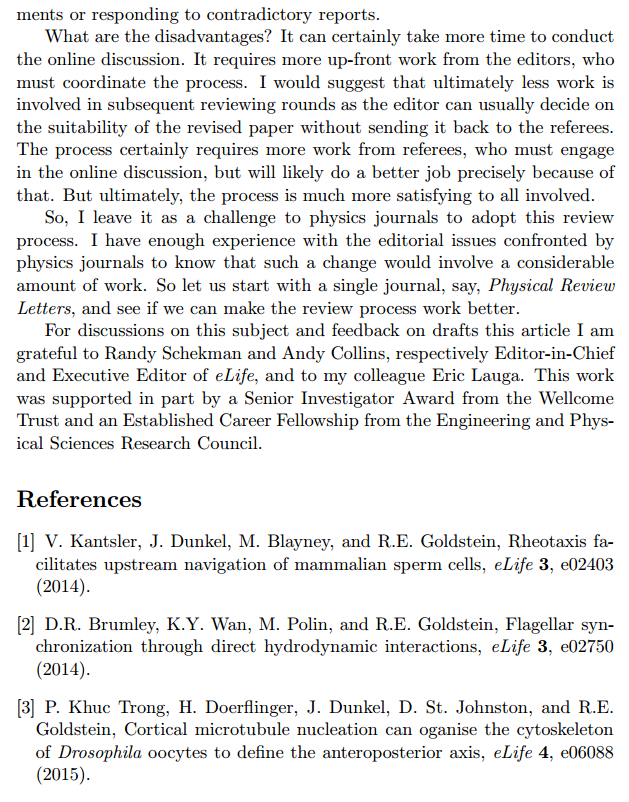 ments or responding to contradictory reports.
What are the disadvantages? It can certainly take more time to conduct
the online discussion. It requires more up-front work from the editors, who
must coordinate the process. I would suggest that ultimately less work is
involved in subsequent reviewing rounds as the editor can usually decide on
the suitability of the revised paper without sending it back to the referees.
The process certainly requires more work from referees, who must engage
in the online discussion, but will likely do a better job precisely because of
that. But ultimately, the process is much more satisfying to all involved.
So, I leave it as a challenge to physics journals to adopt this review
process. I have enough experience with the editorial issues confronted by
physics journals to know that such a change would involve a considerable
amount of work. So let us start with a single journal, say, Physical Review
Letters, and see if we can make the review process work better.
For discussions on this subject and feedback on drafts this article I am
grateful to Randy Schekman and Andy Collins, respectively Editor-in-Chief
and Executive Editor of eLife, and to my colleague Eric Lauga. This work
was supported in part by a Senior Investigator Award from the Wellcome
Trust and an Established Career Fellowship from the Engineering and Phys-
ical Sciences Research Council.
References
[1] V. Kantsler, J. Dunkel, M. Blayney, and R.E. Goldstein, Rheotaxis fa-
cilitates upstream navigation of mammalian sperm cells, eLife 3, e02403
(2014).
[2] D.R. Brumley, K.Y. Wan, M. Polin, and R.E. Goldstein, Flagellar syn-
chronization through direct hydrodynamic interactions, eLife 3, e02750
(2014).
[3] P. Khuc Trong, H. Doerflinger, J. Dunkel, D. St. Johnston, and R.E.
Goldstein, Cortical microtubule nucleation can oganise the cytoskeleton
of Drosophila oocytes to define the anteroposterior axis, eLife 4, e06088
(2015).